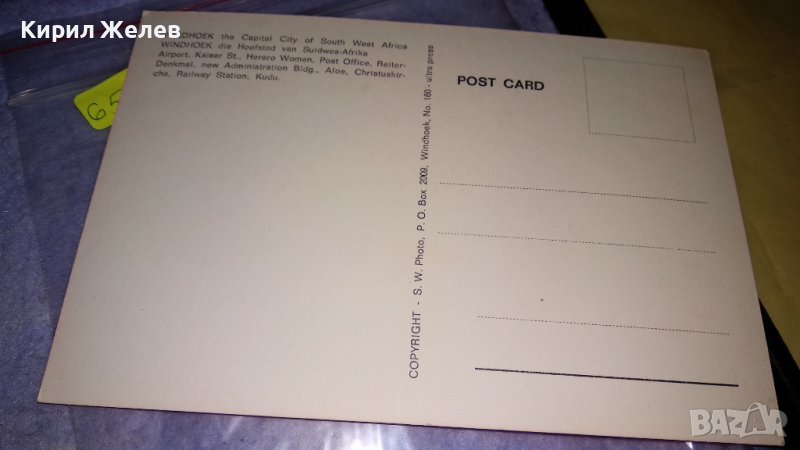 Кирил Желев
WINDHOEK the Capital City of South West Africa
WINDHOEK die Hoofstad van Suidwes-Afrika
Airport, Kaiser St., Herero Women, Post Office, Reiter-
Denkmal, new Administration Bldg., Aloe, Christuskir-
che, Railway Station, Kudu.
65
COPYRIGHT - S. W. Photo, P. O. Box 2009, Windhoek, No. 160 - ultra press
POST CARD
BAZAR